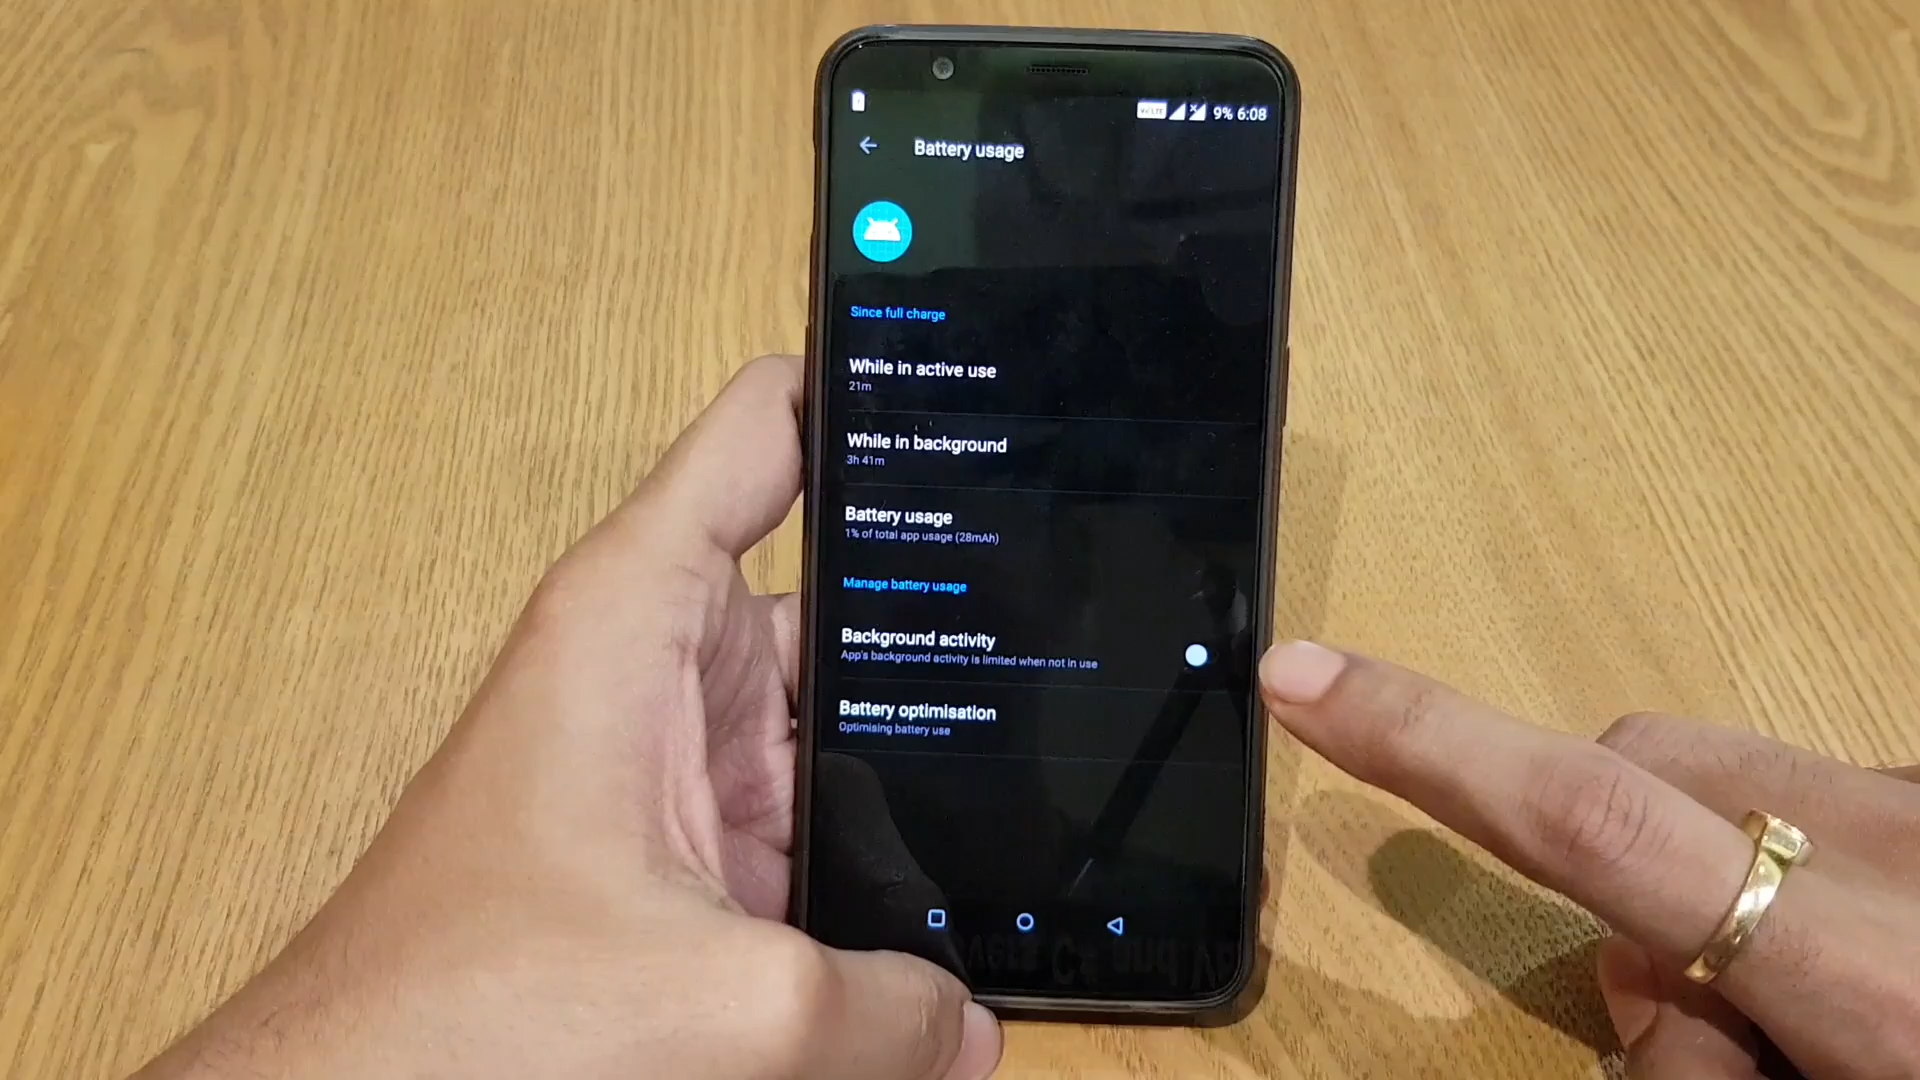 VoLTE 9% 6:08
Battery usage
Since full charge
While in active use
21m
While in background
3h 41m
Battery usage
1% of total app usage (28mAh)
Manage battery usage
Background activity
App's background activity is limited when not in use
Battery optimisation
Optimising battery use